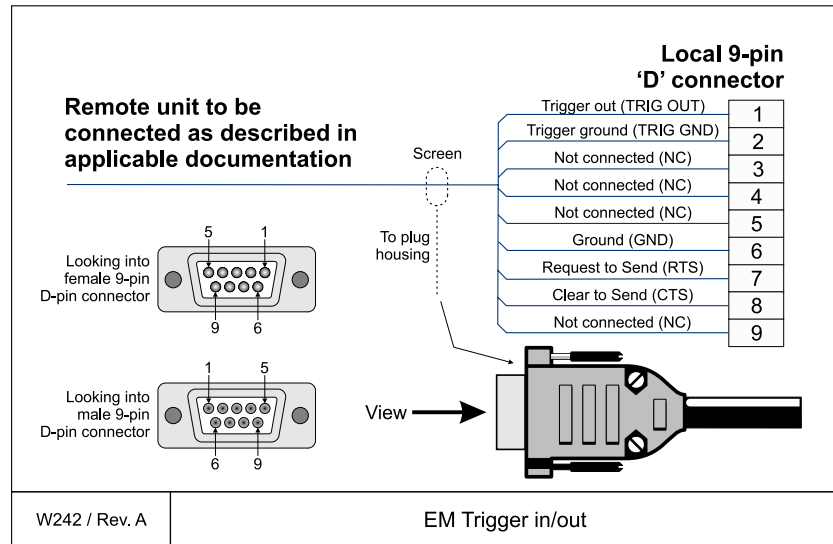 Local 9-pin
'D' connector
Remote unit to be
connected as described in
applicable documentation
Screen
To plug
housing
Trigger out (TRIG OUT) 1
Trigger ground (TRIG GND) 2
Not connected (NC) 3
Not connected (NC) 4
Not connected (NC) 5
Ground (GND) 6
Request to Send (RTS) 7
Clear to Send (CTS) 8
Not connected (NC) 9
5 1
Looking into
female 9-pin
D-pin connector
9 6
1 5
Looking into
male 9-pin
D-pin connector
6 9
View
W242 / Rev. A
EM Trigger in/out